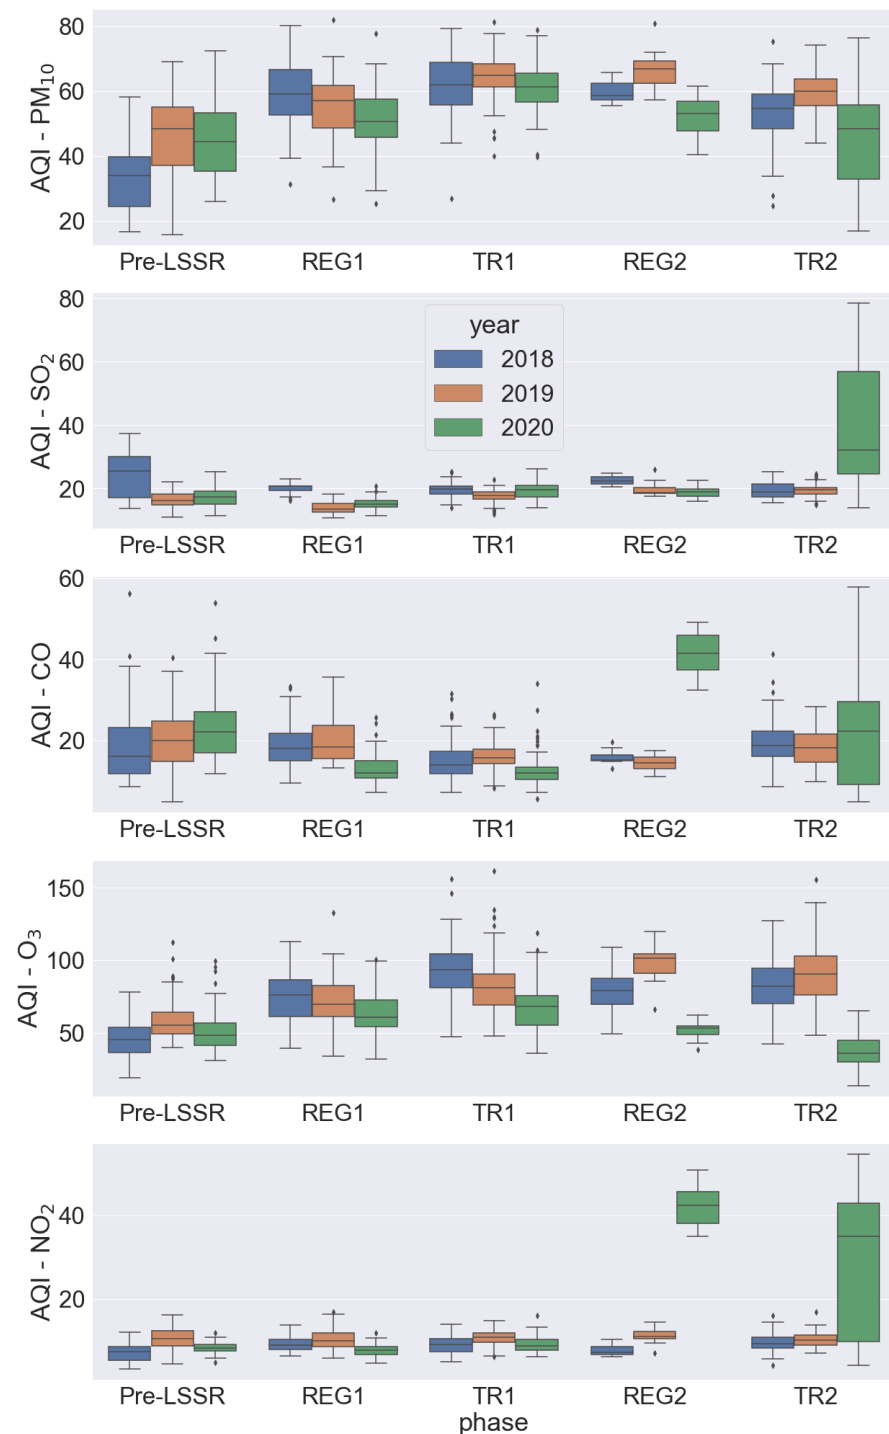 80
60
40
20
AQI - PM₁₀
Pre-LSSR REG1 TR1 REG2 TR2
80
60
40
20
AQI - SO₂
year
2018
2019
2020
Pre-LSSR REG1 TR1 REG2 TR2
60
40
20
AQI - CO
Pre-LSSR REG1 TR1 REG2 TR2
150
100
50
AQI - O₃
Pre-LSSR REG1 TR1 REG2 TR2
40
20
AQI - NO₂
Pre-LSSR REG1 TR1 REG2 TR2
phase